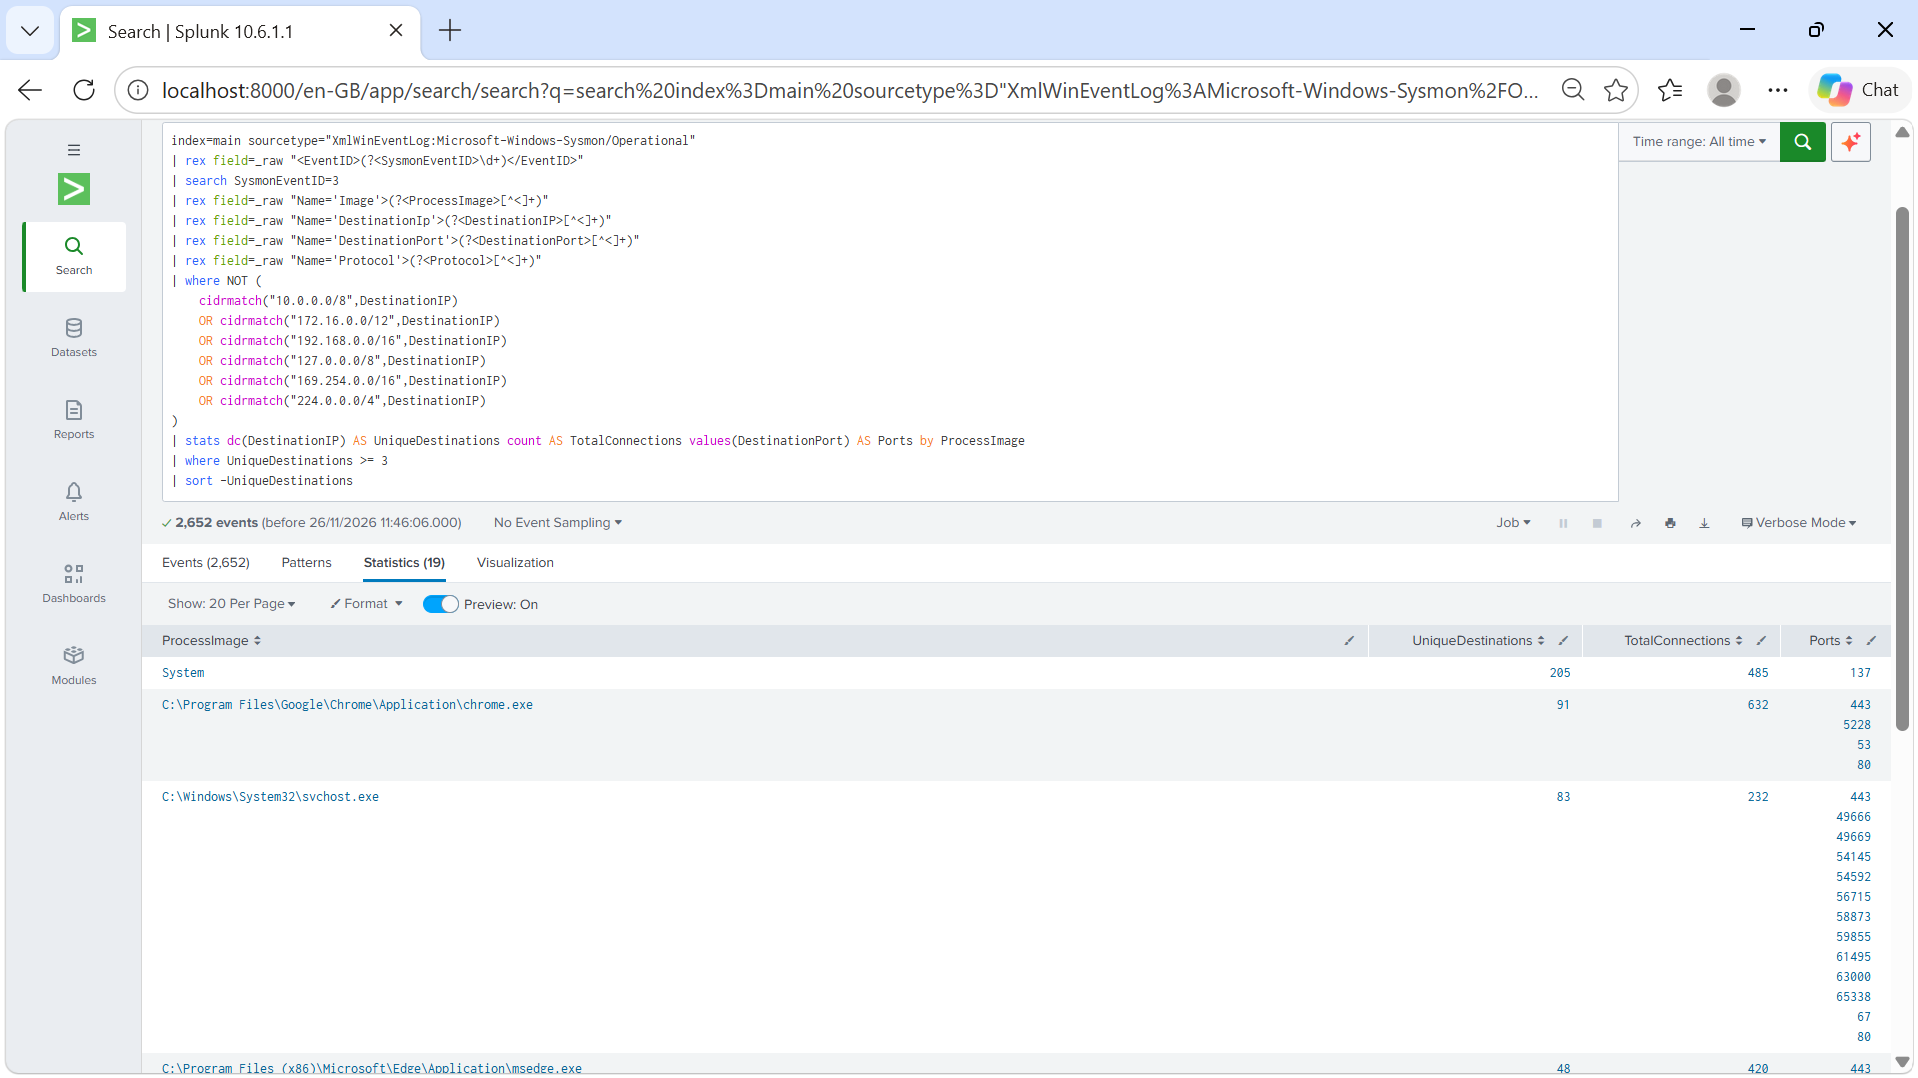 Search | Splunk 10.6.1.1
localhost:8000/en-GB/app/search/search?q=search%20index%3Dmain%20sourcetype%3D"XmlWinEventLog%3AMicrosoft-Windows-Sysmon%2FO...
Chat
index=main sourcetype="XmlWinEventLog:Microsoft-Windows-Sysmon/Operational"
| rex field=_raw "<EventID>(?<SysmonEventID>\d+)</EventID>"
| search SysmonEventID=3
| rex field=_raw "Name='Image'>(?<ProcessImage>[^<]+)"
| rex field=_raw "Name='DestinationIp'>(?<DestinationIP>[^<]+)"
| rex field=_raw "Name='DestinationPort'>(?<DestinationPort>[^<]+)"
| rex field=_raw "Name='Protocol'>(?<Protocol>[^<]+)"
| where NOT (
cidrmatch("10.0.0.0/8",DestinationIP)
OR cidrmatch("172.16.0.0/12",DestinationIP)
OR cidrmatch("192.168.0.0/16",DestinationIP)
OR cidrmatch("127.0.0.0/8",DestinationIP)
OR cidrmatch("169.254.0.0/16",DestinationIP)
OR cidrmatch("224.0.0.0/4",DestinationIP)
)
| stats dc(DestinationIP) AS UniqueDestinations count AS TotalConnections values(DestinationPort) AS Ports by ProcessImage
| where UniqueDestinations >= 3
| sort -UniqueDestinations
Time range: All time
Search
Datasets
Reports
Alerts
Dashboards
Modules
2,652 events (before 26/11/2026 11:46:06.000) No Event Sampling Job Verbose Mode
Events (2,652) Patterns Statistics (19) Visualization
Show: 20 Per Page Format Preview: On
ProcessImage UniqueDestinations TotalConnections Ports
System 205 485 137
C:\Program Files\Google\Chrome\Application\chrome.exe 91 632 443
5228
53
80
C:\Windows\System32\svchost.exe 83 232 443
49666
49669
54145
54592
56715
58873
59855
61495
63000
65338
67
80
C:\Program Files (x86)\Microsoft\Edge\Application\msedge.exe 48 420 443